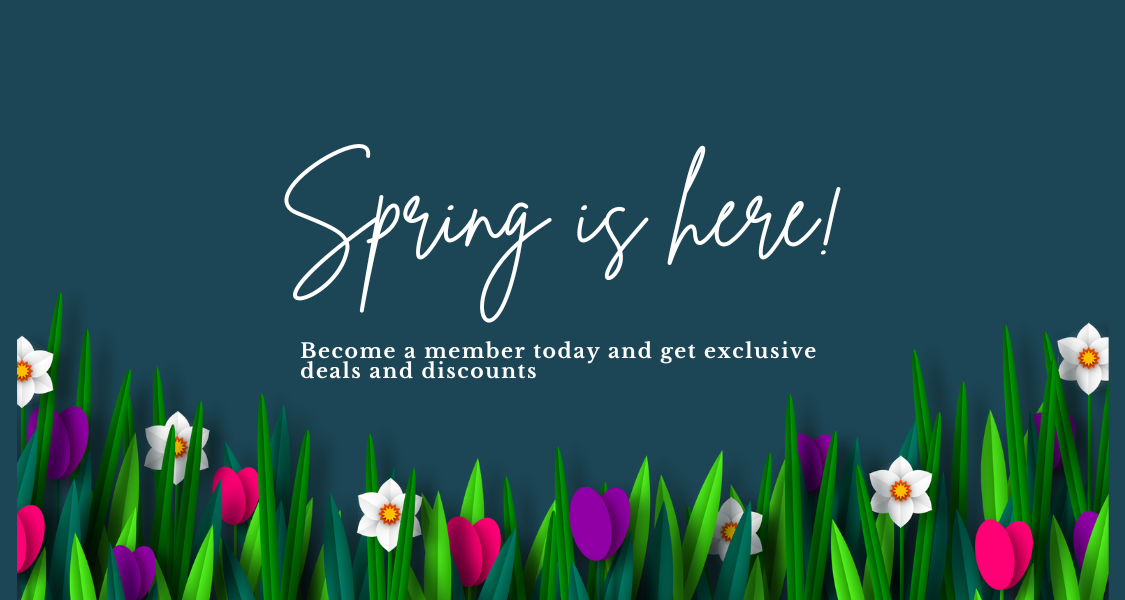 Spring is here!
Become a member today and get exclusive
deals and discounts